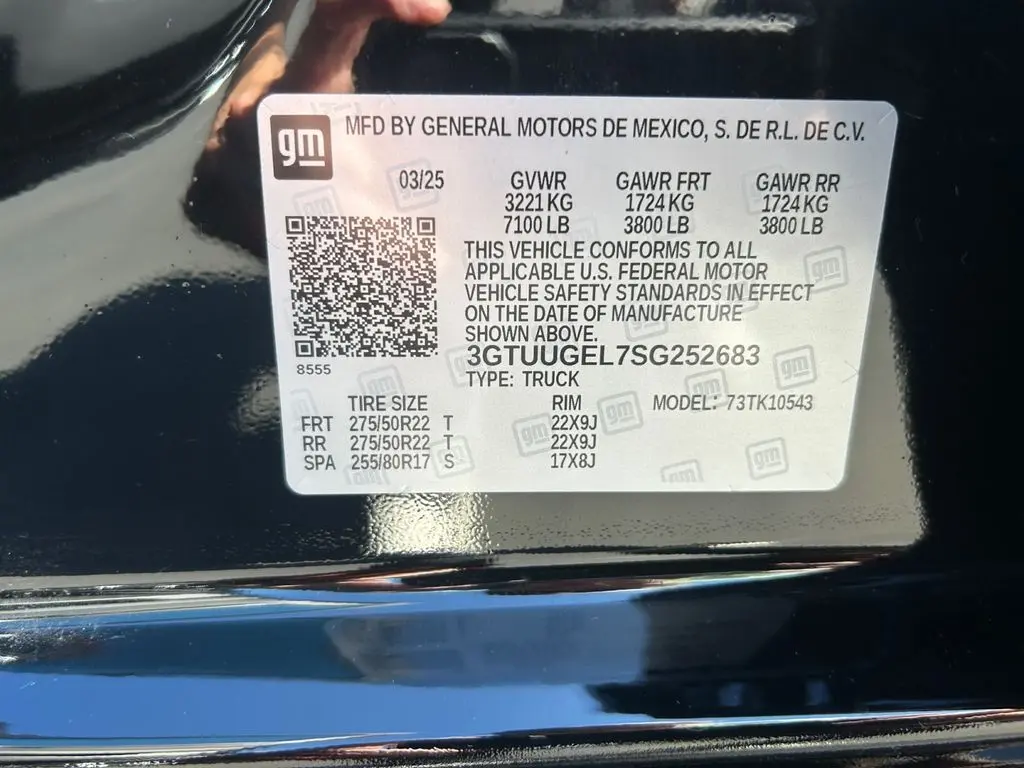 gm MFD BY GENERAL MOTORS DE MEXICO, S. DE R.L. DE C.V.
03/25 GVWR GAWR FRT GAWR RR
3221 KG 1724 KG 1724 KG
7100 LB 3800 LB 3800 LB
THIS VEHICLE CONFORMS TO ALL
APPLICABLE U.S. FEDERAL MOTOR
VEHICLE SAFETY STANDARDS IN EFFECT
ON THE DATE OF MANUFACTURE
SHOWN ABOVE.
3GTUUGEL7SG252683
8555
TYPE: TRUCK
TIRE SIZE RIM MODEL: 73TK10543
FRT 275/50R22 T 22X9J
RR 275/50R22 T 22X9J
SPA 255/80R17 S 17X8J